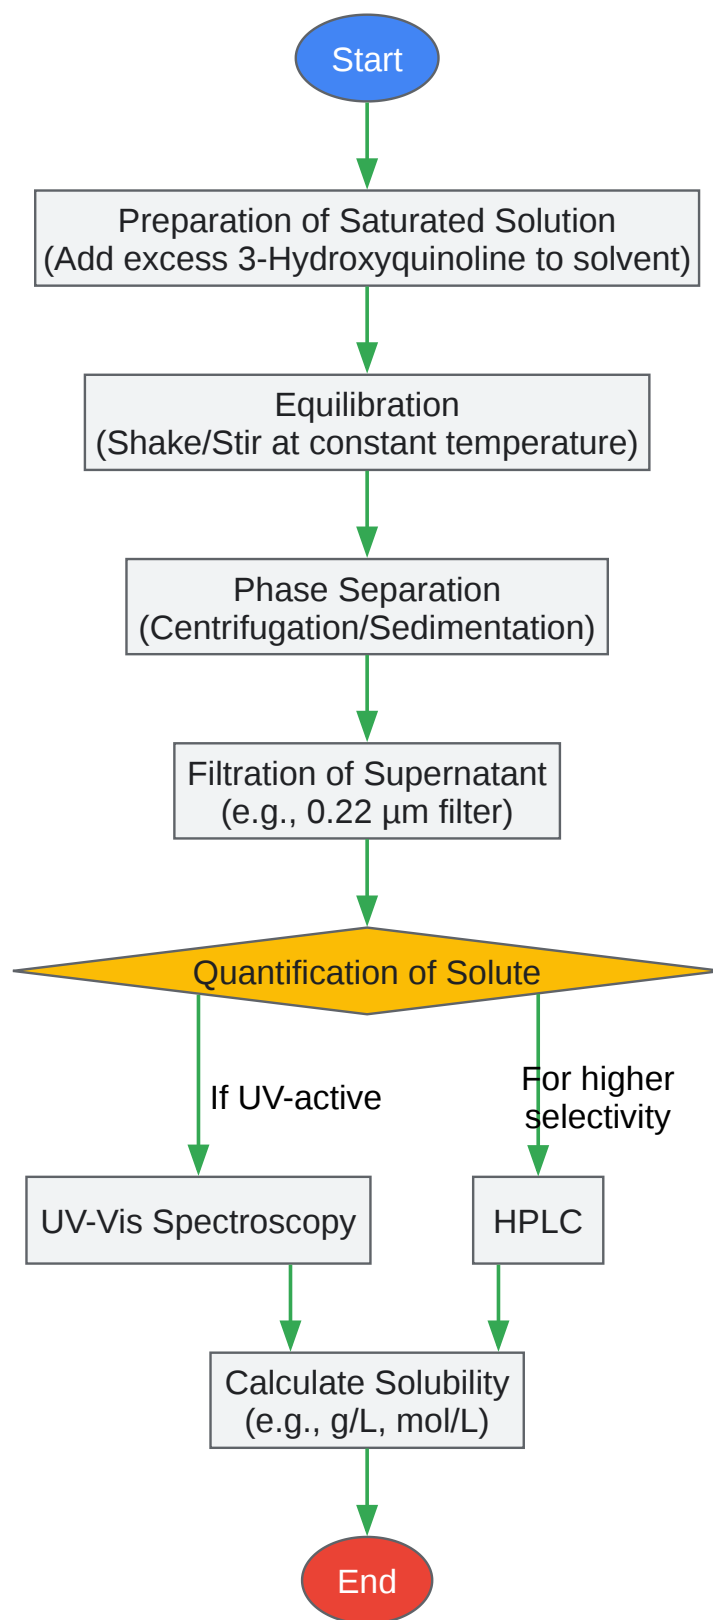 Start
Preparation of Saturated Solution
(Add excess 3-Hydroxyquinoline to solvent)
Equilibration
(Shake/Stir at constant temperature)
Phase Separation
(Centrifugation/Sedimentation)
Filtration of Supernatant
(e.g., 0.22 µm filter)
Quantification of Solute
If UV-active
For higher
selectivity
UV-Vis Spectroscopy
HPLC
Calculate Solubility
(e.g., g/L, mol/L)
End